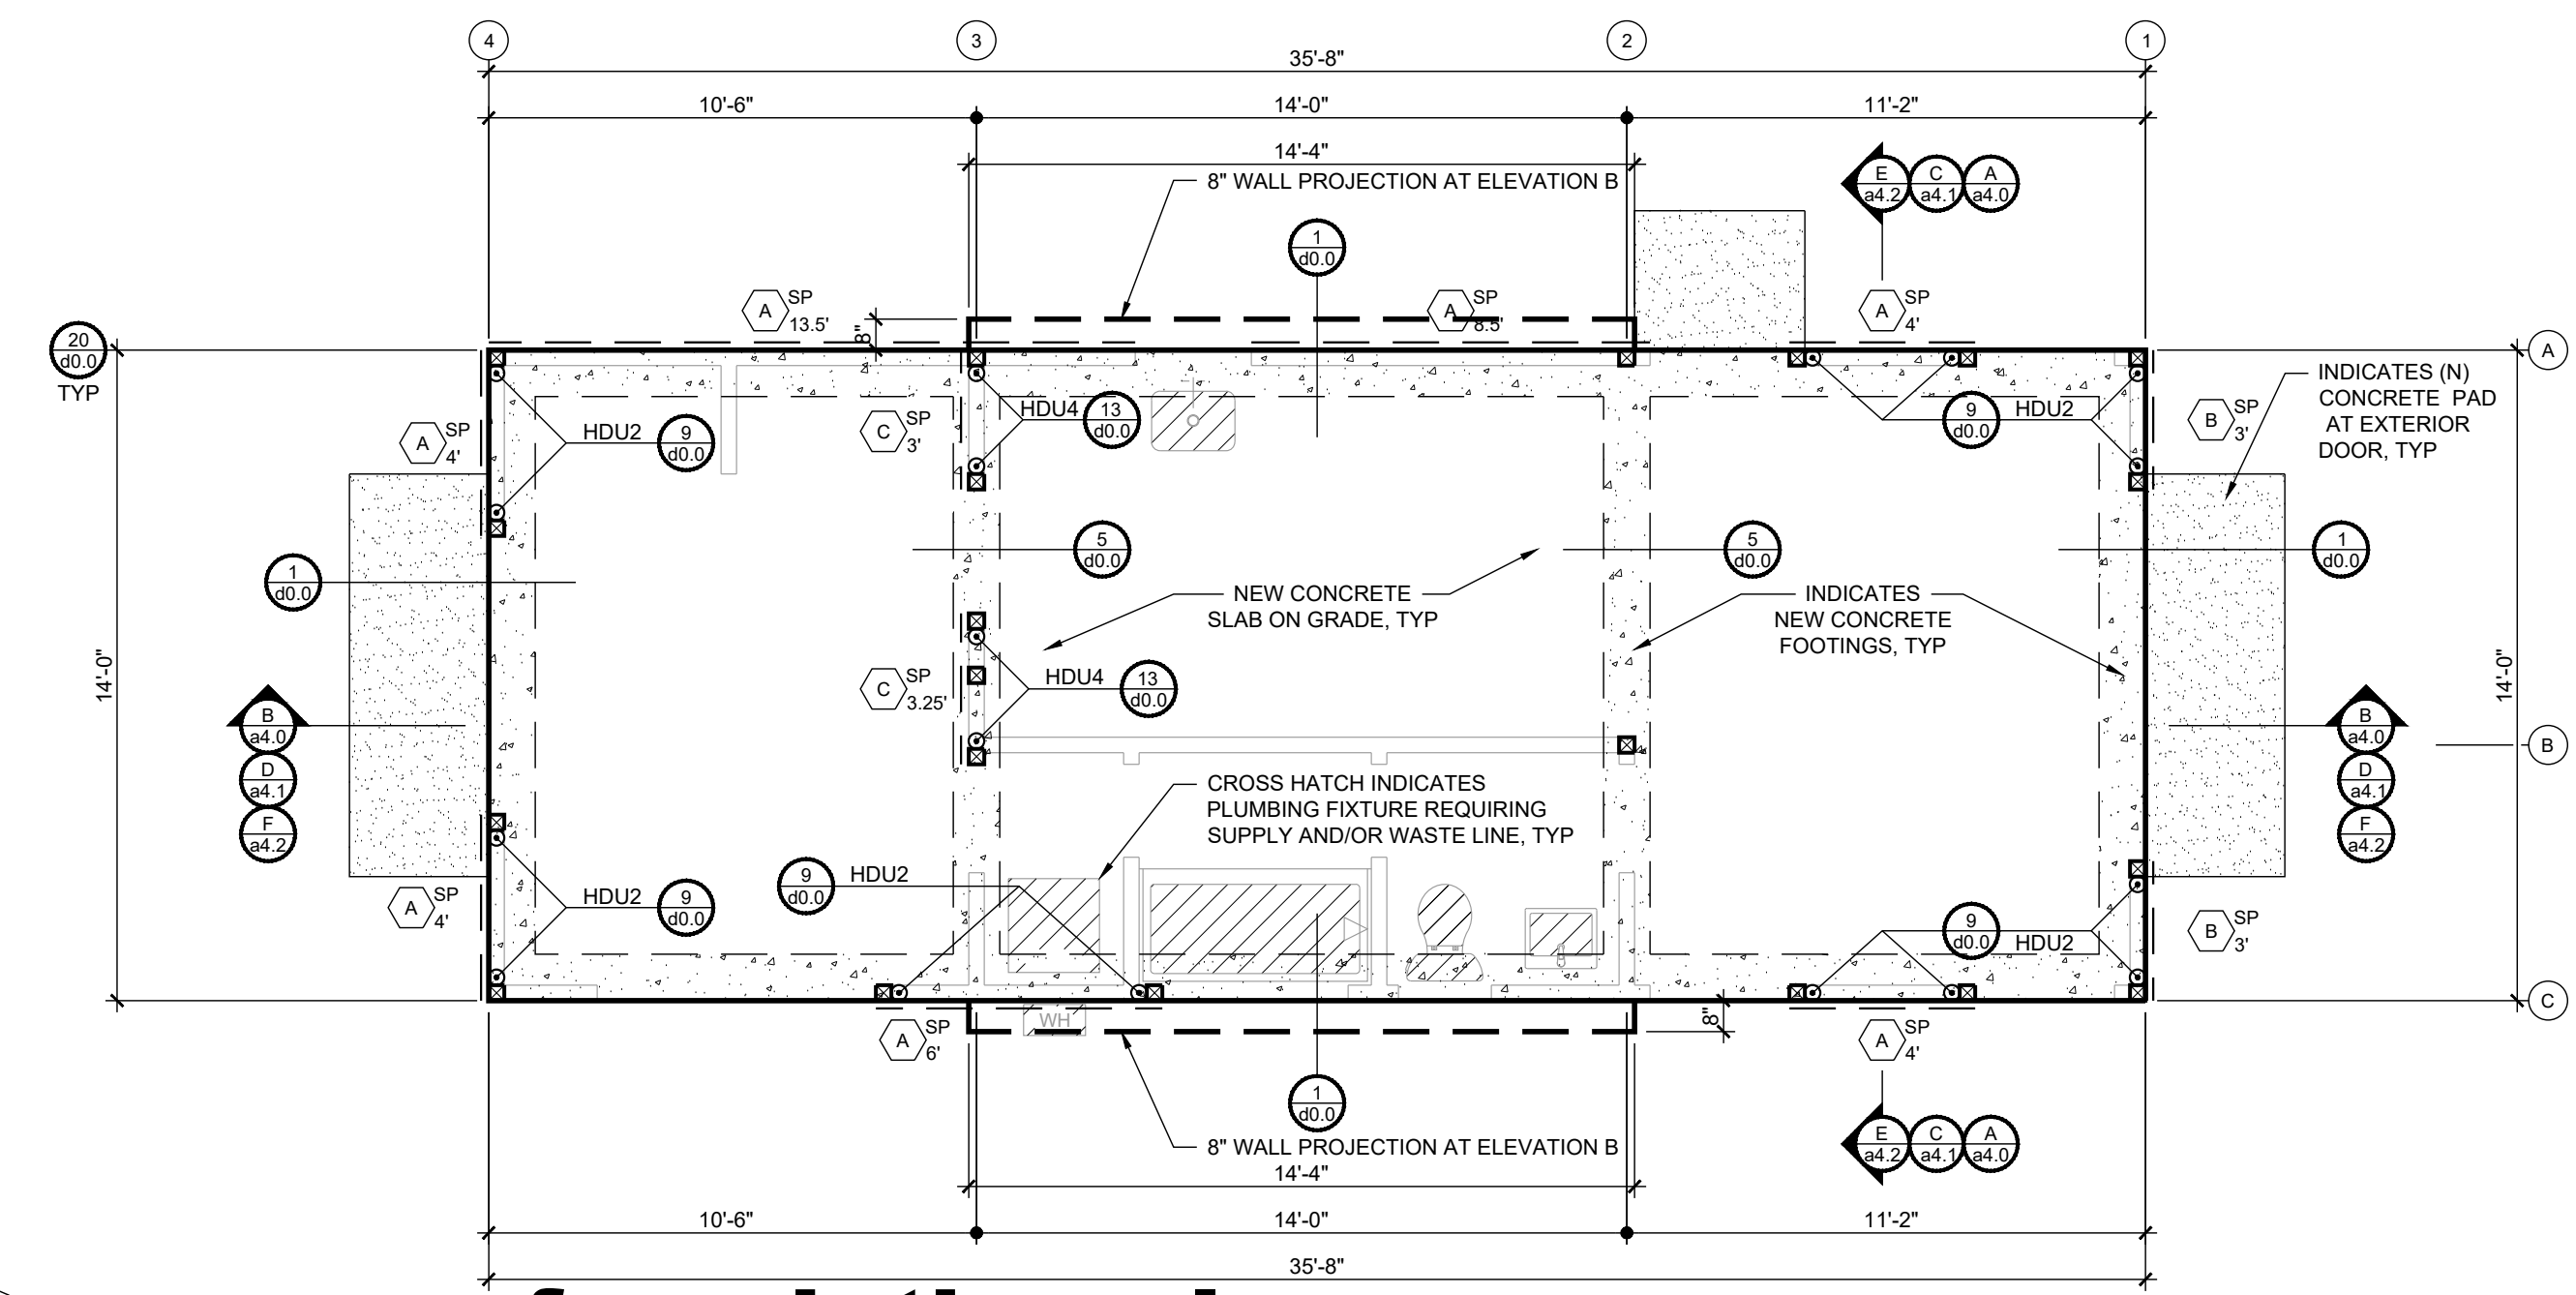 4
3
2
1
35'-8"
10'-6"
14'-0"
11'-2"
14'-4"
8" WALL PROJECTION AT ELEVATION B
E
a4.2
C
a4.1
A
a4.0
1
d0.0
A
SP
13.5'
8"
A
SP
8.5'
A
SP
4'
20
d0.0
TYP
A
INDICATES (N)
CONCRETE PAD
AT EXTERIOR
DOOR, TYP
A
SP
4'
HDU2
9
d0.0
C
SP
3'
HDU4
13
d0.0
9
d0.0
HDU2
B
SP
3'
1
d0.0
5
d0.0
5
d0.0
1
d0.0
NEW CONCRETE
SLAB ON GRADE, TYP
INDICATES
NEW CONCRETE
FOOTINGS, TYP
14'-0"
C
SP
3.25'
HDU4
13
d0.0
14'-0"
B
a4.0
D
a4.1
F
a4.2
B
a4.0
D
a4.1
F
a4.2
B
CROSS HATCH INDICATES
PLUMBING FIXTURE REQUIRING
SUPPLY AND/OR WASTE LINE, TYP
A
SP
4'
HDU2
9
d0.0
9
d0.0
HDU2
9
d0.0
HDU2
B
SP
3'
C
WH
A
SP
6'
8"
A
SP
4'
1
d0.0
8" WALL PROJECTION AT ELEVATION B
E
a4.2
C
a4.1
A
a4.0
14'-4"
10'-6"
14'-0"
11'-2"
35'-8"